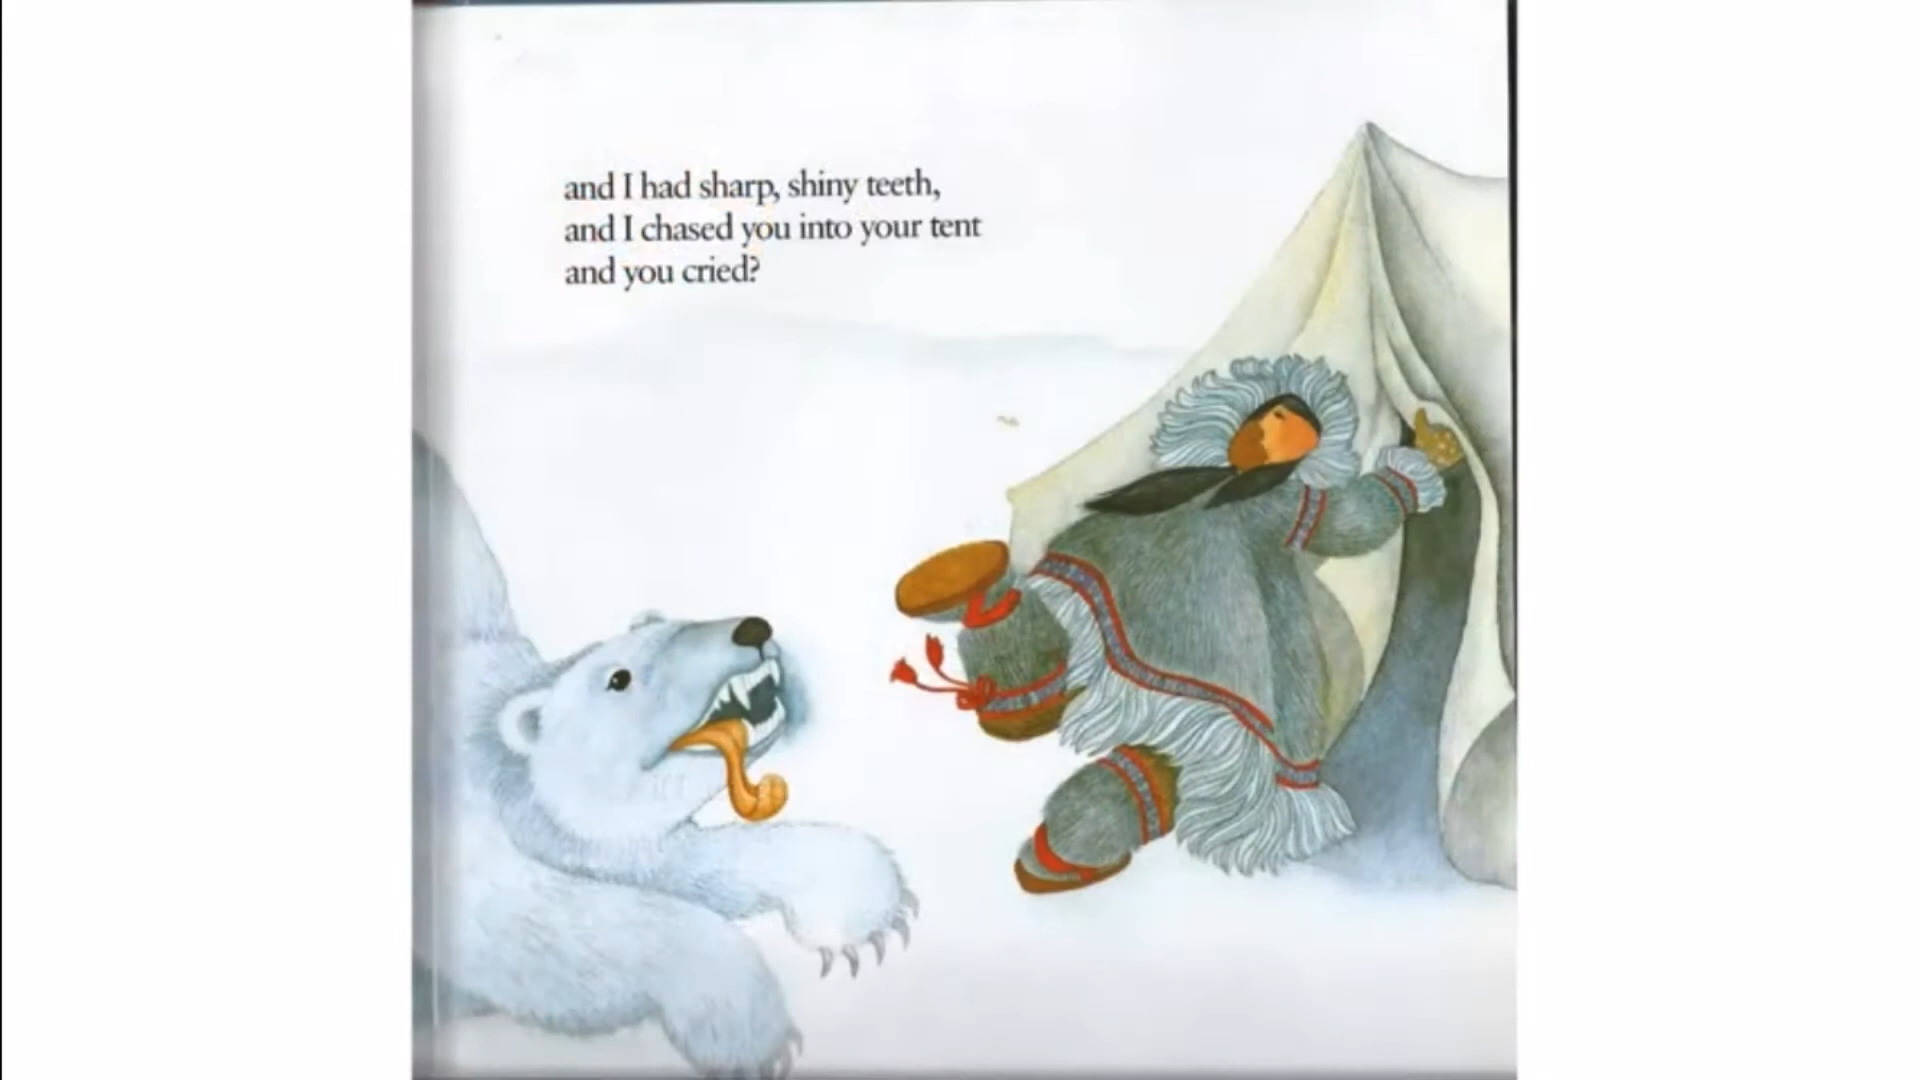 and I had sharp, shiny teeth,
and I chased you into your tent
and you cried?